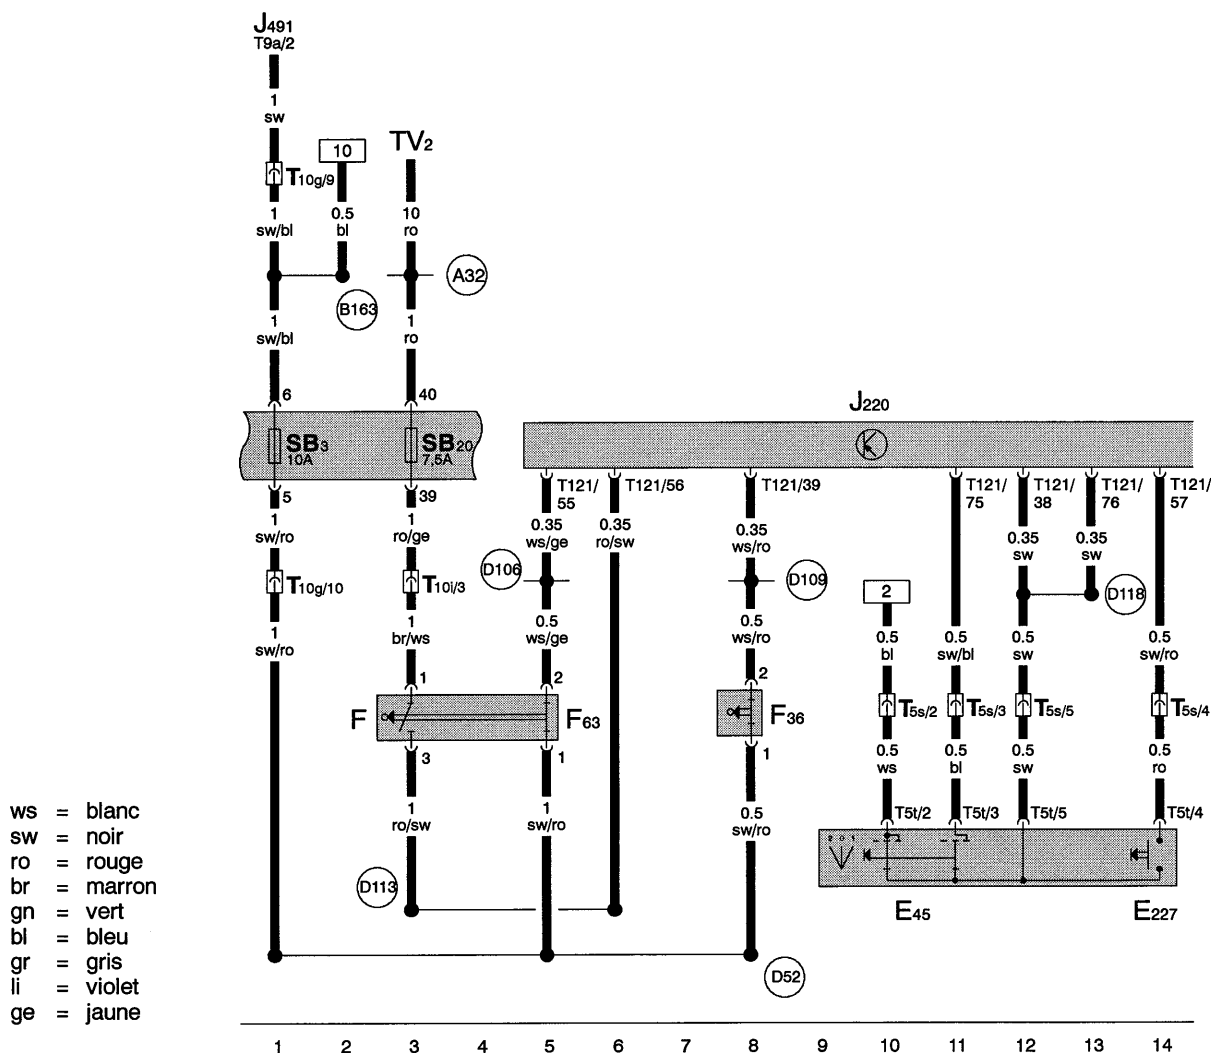 J491
T9a/2
1
sw
10
TV2
T10g/9
1
sw/bl
0.5
bl
10
ro
A32
B163
1
sw/bl
1
ro
6
40
J220
SB3
10A
SB20
7,5A
5
39
T121/
55
T121/56
T121/39
T121/
75
T121/
38
T121/
76
T121/
57
1
sw/ro
1
ro/ge
0.35
ws/ge
0.35
ro/sw
0.35
ws/ro
0.35
sw
0.35
sw
D106
D109
D118
T10g/10
T10i/3
2
1
sw/ro
1
br/ws
0.5
ws/ge
0.5
ws/ro
0.5
bl
0.5
sw/bl
0.5
sw
0.5
sw/ro
1
2
2
T5s/2
T5s/3
T5s/5
T5s/4
F
F63
F36
3
1
1
0.5
ws
0.5
bl
0.5
sw
0.5
ro
1
ro/sw
1
sw/ro
0.5
sw/ro
T5t/2
T5t/3
T5t/5
T5t/4
2 0 1
D113
E45
E227
D52
ws = blanc
sw = noir
ro = rouge
br = marron
gn = vert
bl = bleu
gr = gris
li = violet
ge = jaune
1 2 3 4 5 6 7 8 9 10 11 12 13 14